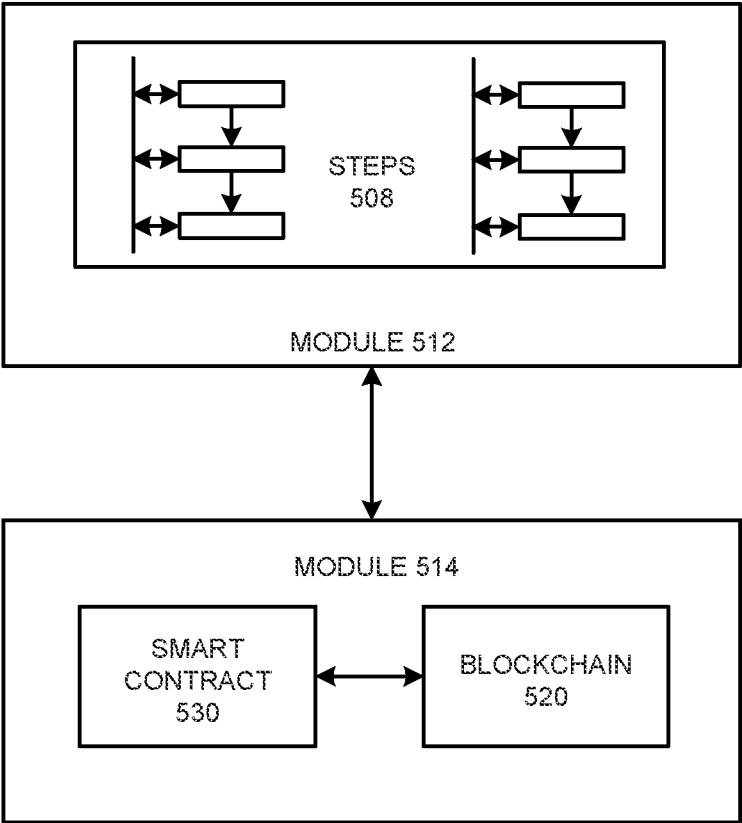 STEPS
508
MODULE 512
MODULE 514
SMART
CONTRACT
530
BLOCKCHAIN
520